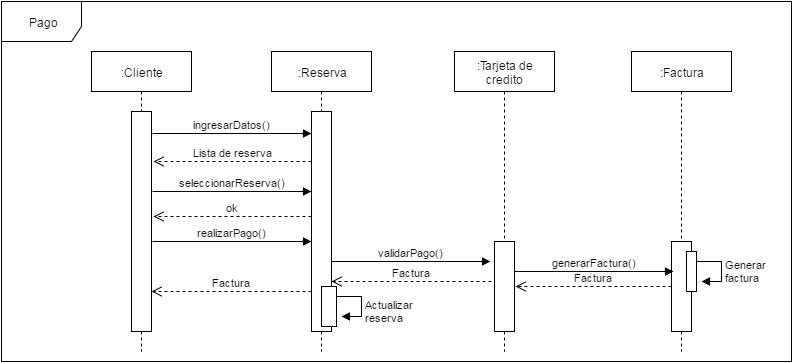 Pago
:Cliente
:Reserva
:Tarjeta de
credito
:Factura
ingresarDatos()
Lista de reserva
seleccionarReserva()
ok
realizarPago()
validarPago()
generarFactura()
Generar
factura
Factura
Factura
Factura
Actualizar
reserva